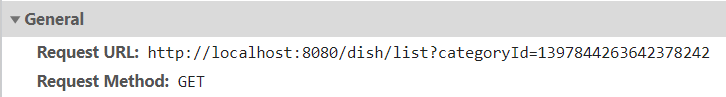 General
Request URL: http://localhost:8080/dish/list?categoryId=1397844263642378242
Request Method: GET